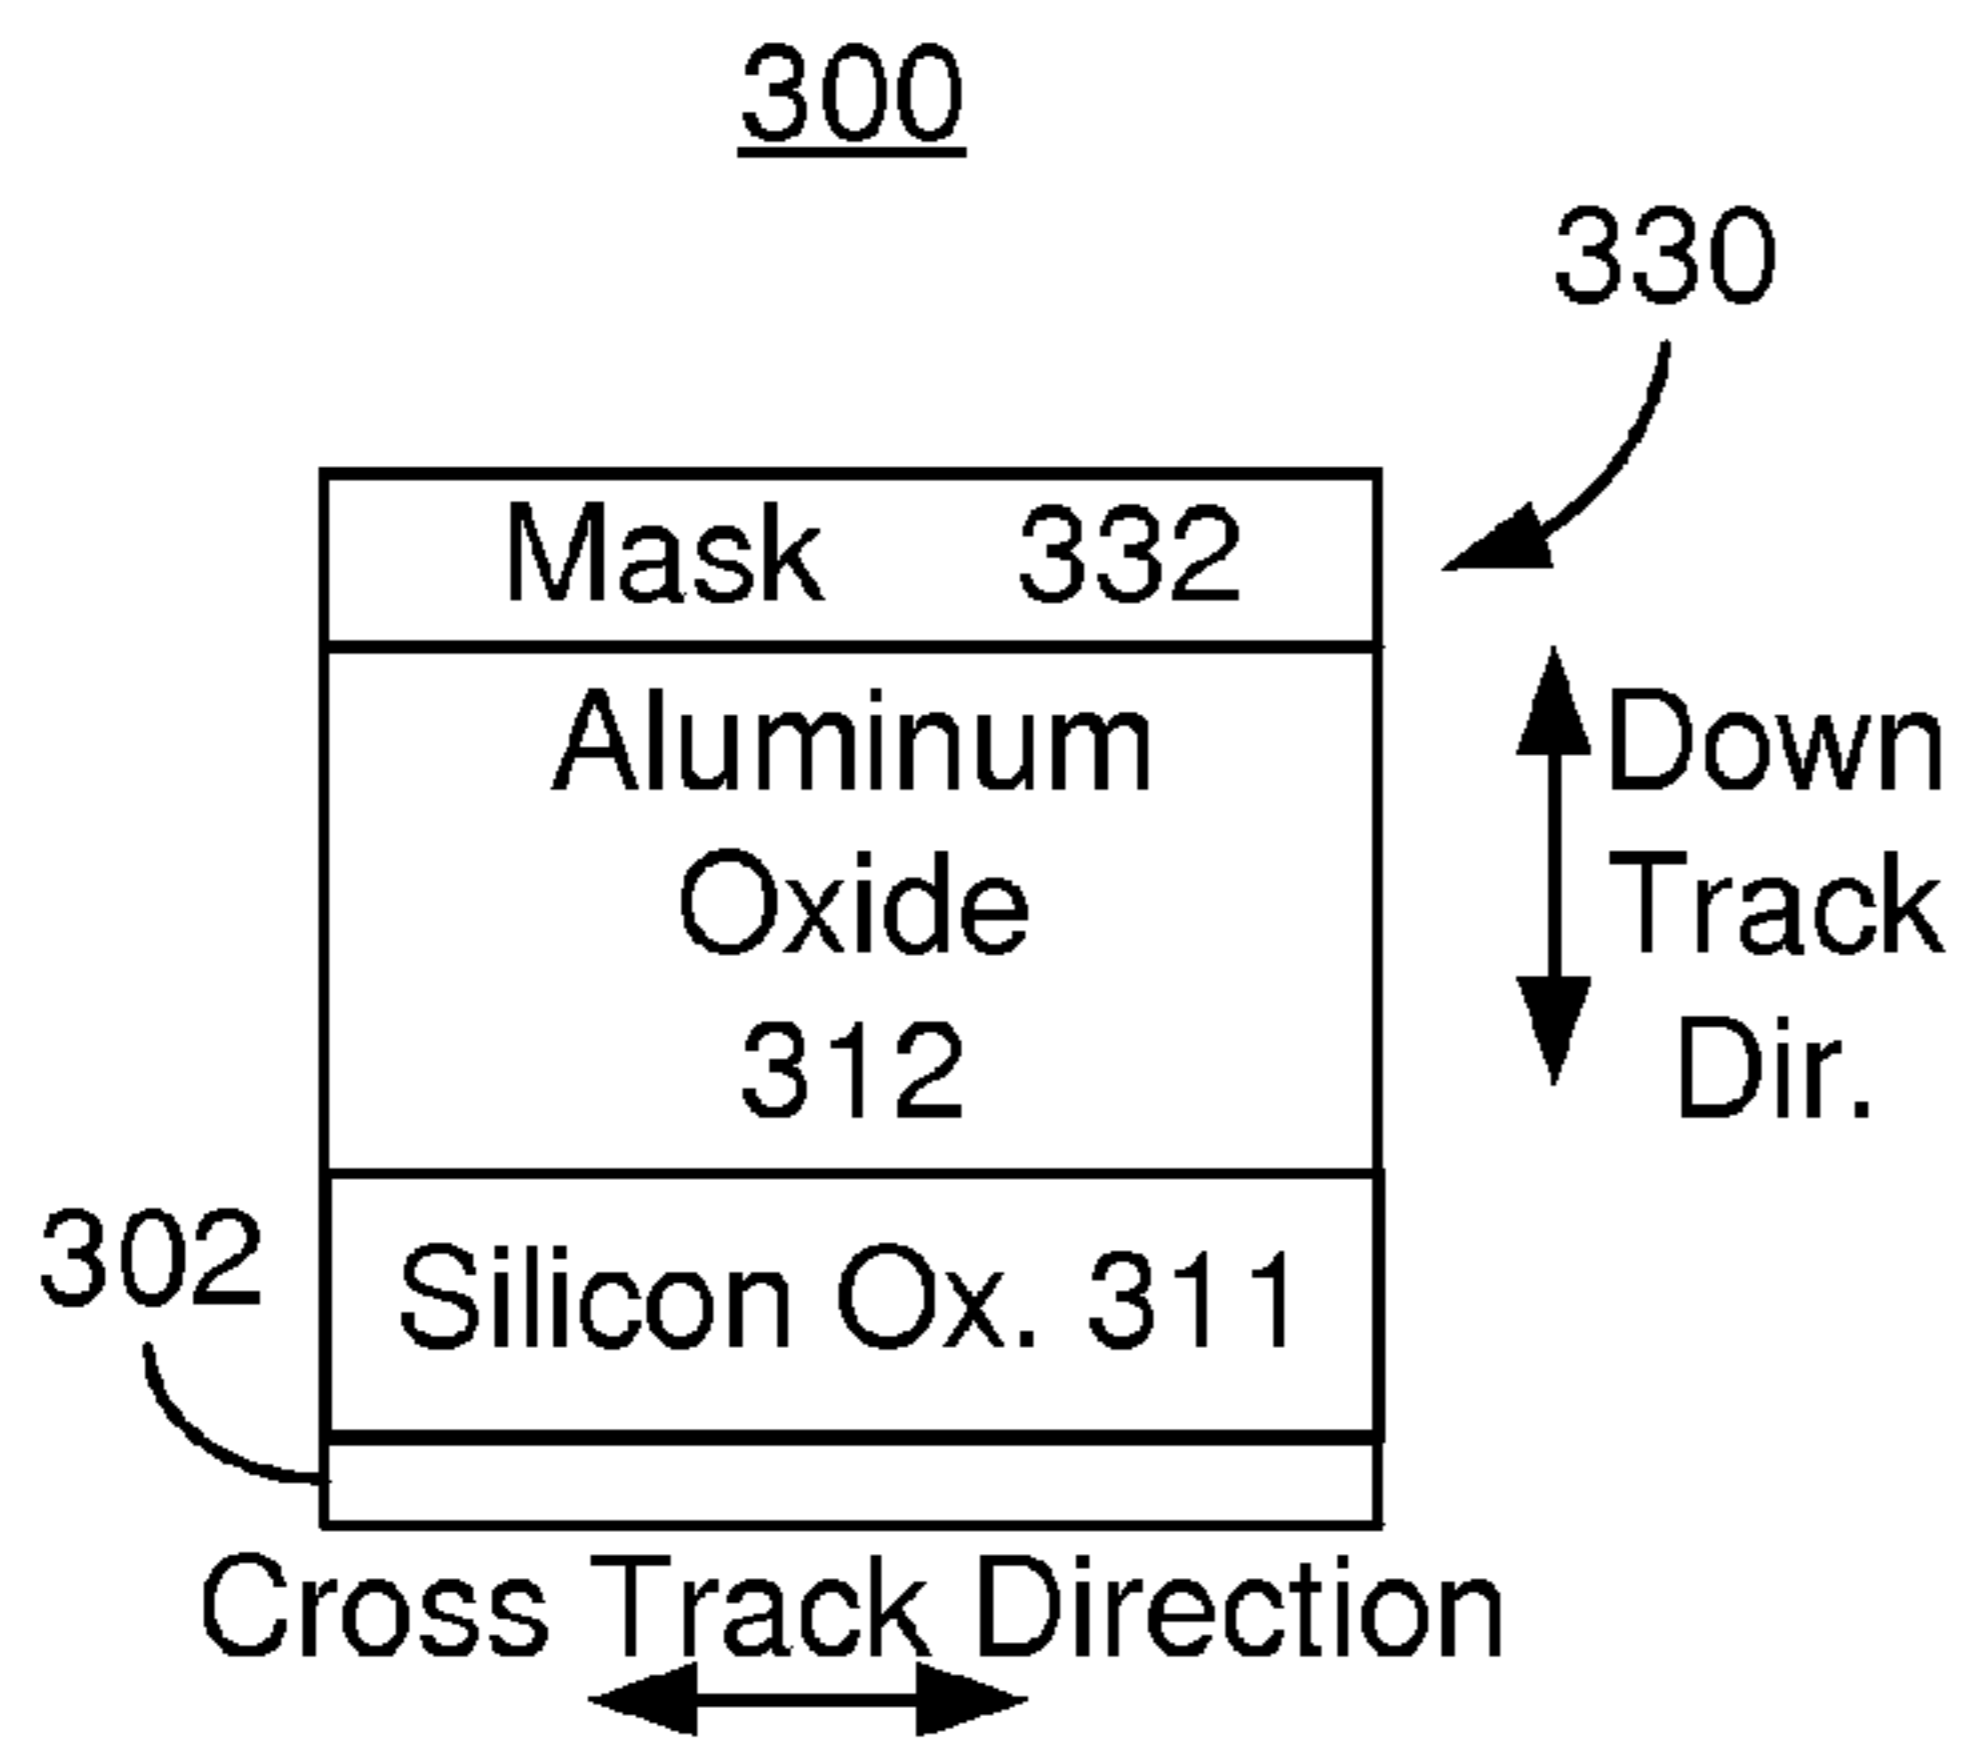 300
330
Mask 332
Aluminum
Oxide
312
Down
Track
Dir.
302
Silicon Ox. 311
Cross Track Direction